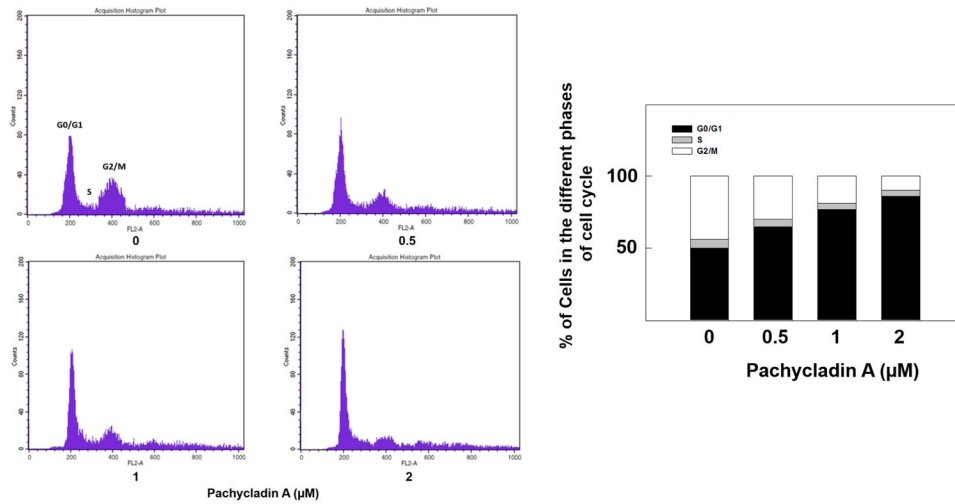 Acquisition Histogram Plot
200
160
120
80
40
0
Counts
G0/G1
S
G2/M
0 200 400 600 800 1000
FL2-A
0
Acquisition Histogram Plot
200
160
120
80
40
0
Counts
0 200 400 600 800 1000
FL2-A
0.5
Acquisition Histogram Plot
200
160
120
80
40
0
Counts
0 200 400 600 800 1000
FL2-A
1
Acquisition Histogram Plot
200
160
120
80
40
0
Counts
0 200 400 600 800 1000
FL2-A
2
Pachycladin A (µM)
% of Cells in the different phases
of cell cycle
G0/G1
S
G2/M
100
50
0 0.5 1 2
Pachycladin A (µM)